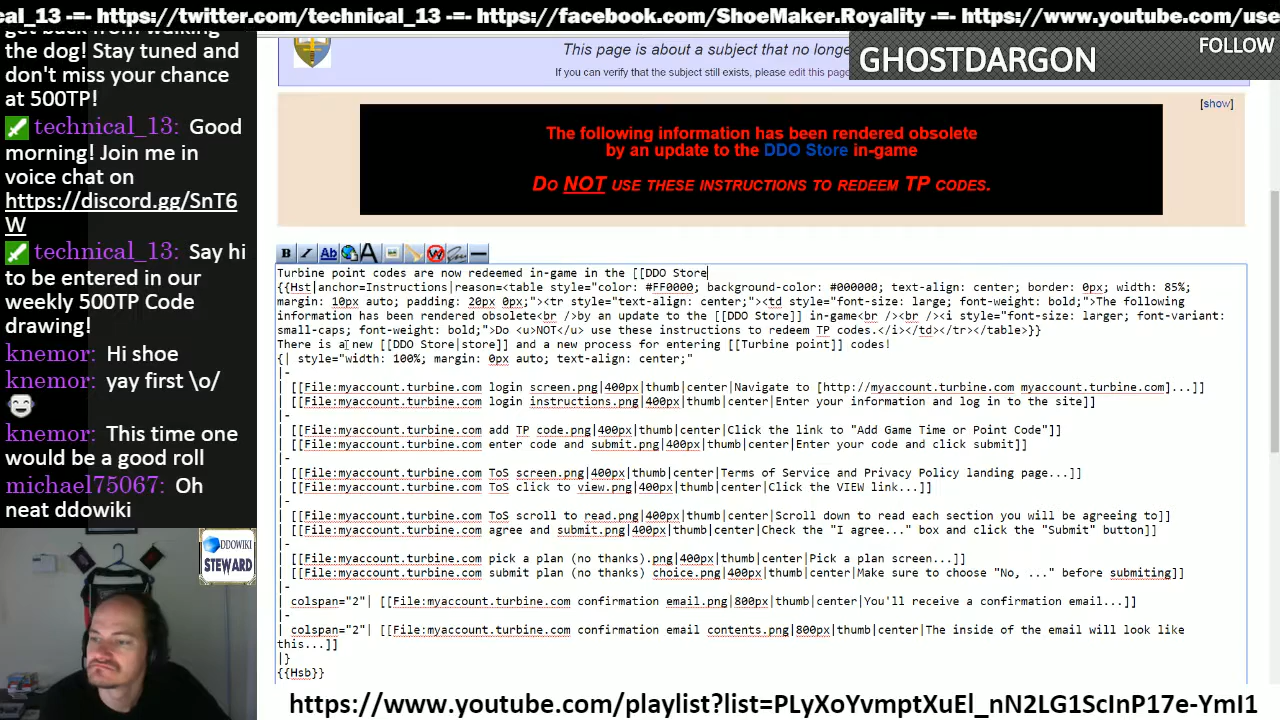 cal_13 -=- https://twitter.com/technical_13 -=- https://facebook.com/ShoeMaker.Royality -=- https://www.youtube.com/use
get back from walking
the dog! Stay tuned and
don't miss your chance
at 500TP!
technical_13: Good
morning! Join me in
voice chat on
https://discord.gg/SnT6
W
technical_13: Say hi
to be entered in our
weekly 500TP Code
drawing!
knemor: Hi shoe
knemor: yay first \o/
knemor: This time one
would be a good roll
michael75067: Oh
neat ddowiki
DDOWIKI
STEWARD
This page is about a subject that no longe
If you can verify that the subject still exists, please edit this page
GHOSTDARGON
FOLLOW
[show]
The following information has been rendered obsolete
by an update to the DDO Store in-game
Do NOT use these instructions to redeem TP codes.
B I Ab A
Turbine point codes are now redeemed in-game in the [[DDO Store
{{Hst|anchor=Instructions|reason=<table style="color: #FF0000; background-color: #000000; text-align: center; border: 0px; width: 85%;
margin: 10px auto; padding: 20px 0px;"><tr style="text-align: center;"><td style="font-size: large; font-weight: bold;">The following
information has been rendered obsolete<br />by an update to the [[DDO Store]] in-game<br /><br /><i style="font-size: larger; font-variant:
small-caps; font-weight: bold;">Do <u>NOT</u> use these instructions to redeem TP codes.</i></td></tr></table>}}
There is a new [[DDO Store|store]] and a new process for entering [[Turbine point]] codes!
{| style="width: 100%; margin: 0px auto; text-align: center;"
|-
| [[File:myaccount.turbine.com login screen.png|400px|thumb|center|Navigate to [http://myaccount.turbine.com myaccount.turbine.com]...]]
| [[File:myaccount.turbine.com login instructions.png|400px|thumb|center|Enter your information and log in to the site]]
|-
| [[File:myaccount.turbine.com add TP code.png|400px|thumb|center|Click the link to "Add Game Time or Point Code"]]
| [[File:myaccount.turbine.com enter code and submit.png|400px|thumb|center|Enter your code and click submit]]
|-
| [[File:myaccount.turbine.com ToS screen.png|400px|thumb|center|Terms of Service and Privacy Policy landing page...]]
| [[File:myaccount.turbine.com ToS click to view.png|400px|thumb|center|Click the VIEW link...]]
|-
| [[File:myaccount.turbine.com ToS scroll to read.png|400px|thumb|center|Scroll down to read each section you will be agreeing to]]
| [[File:myaccount.turbine.com agree and submit.png|400px|thumb|center|Check the "I agree..." box and click the "Submit" button]]
|-
| [[File:myaccount.turbine.com pick a plan (no thanks).png|400px|thumb|center|Pick a plan screen...]]
| [[File:myaccount.turbine.com submit plan (no thanks) choice.png|400px|thumb|center|Make sure to choose "No, ..." before submiting]]
|-
| colspan="2"| [[File:myaccount.turbine.com confirmation email.png|800px|thumb|center|You'll receive a confirmation email...]]
|-
| colspan="2"| [[File:myaccount.turbine.com confirmation email contents.png|800px|thumb|center|The inside of the email will look like
this...]]
|}
{{Hsb}}
https://www.youtube.com/playlist?list=PLyXoYvmptXuEl_nN2LG1ScInP17e-YmI1